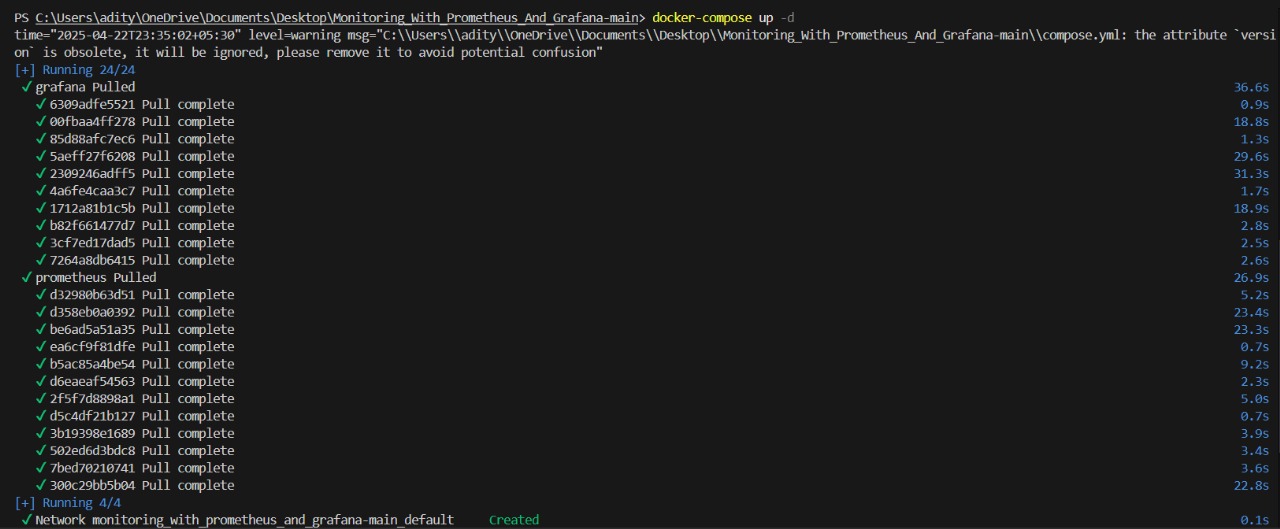 PS C:\Users\adity\OneDrive\Documents\Desktop\Monitoring_With_Prometheus_And_Grafana-main> docker-compose up -d
time="2025-04-22T23:35:02+05:30" level=warning msg="C:\\Users\\adity\\OneDrive\\Documents\\Desktop\\Monitoring_With_Prometheus_And_Grafana-main\\compose.yml: the attribute `versi
on` is obsolete, it will be ignored, please remove it to avoid potential confusion"
[+] Running 24/24
✔ grafana Pulled 36.6s
✔ 6309adfe5521 Pull complete 0.9s
✔ 00fbaa4ff278 Pull complete 18.8s
✔ 85d88afc7ec6 Pull complete 1.3s
✔ 5aeff27f6208 Pull complete 29.6s
✔ 2309246adff5 Pull complete 31.3s
✔ 4a6fe4caa3c7 Pull complete 1.7s
✔ 1712a81b1c5b Pull complete 18.9s
✔ b82f661477d7 Pull complete 2.8s
✔ 3cf7ed17dad5 Pull complete 2.5s
✔ 7264a8db6415 Pull complete 2.6s
✔ prometheus Pulled 26.9s
✔ d32980b63d51 Pull complete 5.2s
✔ d358eb0a0392 Pull complete 23.4s
✔ be6ad5a51a35 Pull complete 23.3s
✔ ea6cf9f81dfe Pull complete 0.7s
✔ b5ac85a4be54 Pull complete 9.2s
✔ d6eaeaf54563 Pull complete 2.3s
✔ 2f5f7d8898a1 Pull complete 5.0s
✔ d5c4df21b127 Pull complete 0.7s
✔ 3b19398e1689 Pull complete 3.9s
✔ 502ed6d3bdc8 Pull complete 3.4s
✔ 7bed70210741 Pull complete 3.6s
✔ 300c29bb5b04 Pull complete 22.8s
[+] Running 4/4
✔ Network monitoring_with_prometheus_and_grafana-main_default Created 0.1s